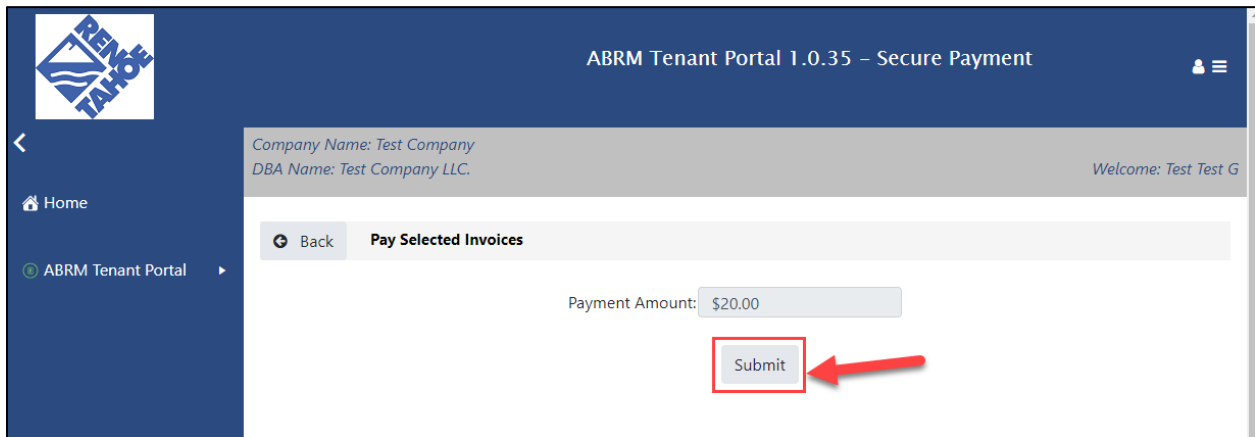 RENO
TAHOE
ABRM Tenant Portal 1.0.35 – Secure Payment
Company Name: Test Company
DBA Name: Test Company LLC.
Welcome: Test Test G
Home
ABRM Tenant Portal
Back
Pay Selected Invoices
Payment Amount: $20.00
Submit